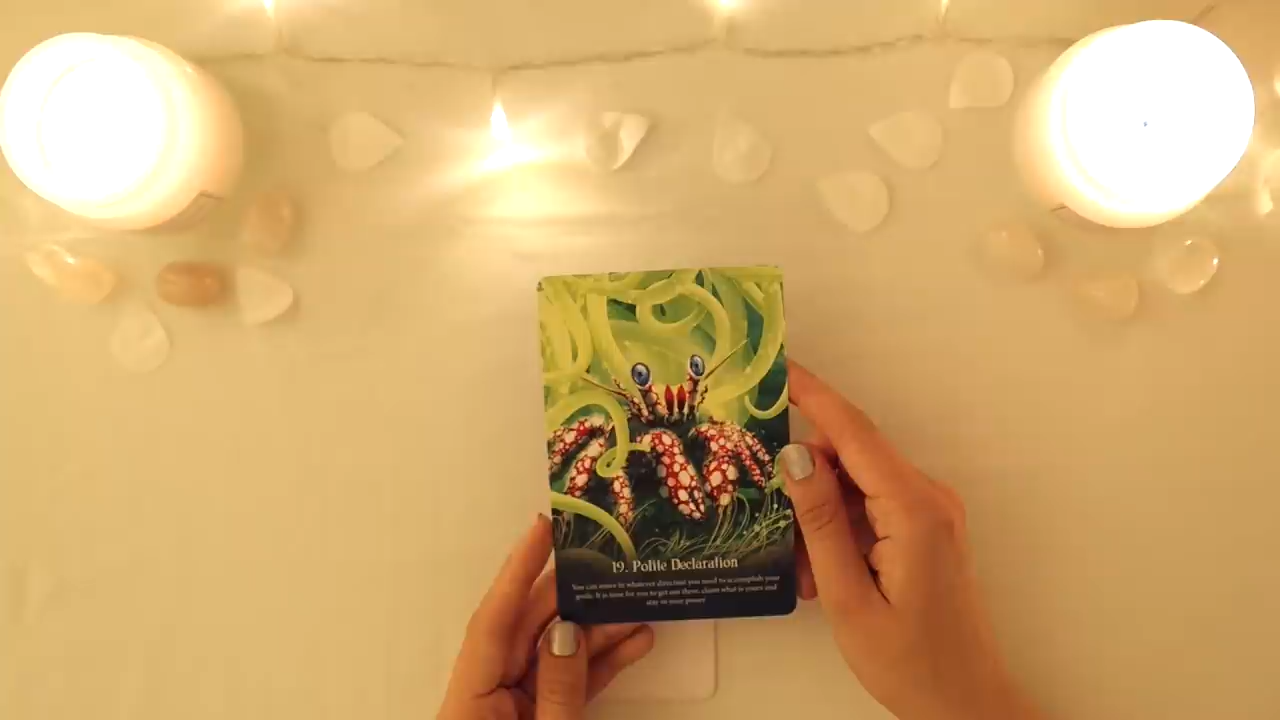 19. Polite Declaration
You can move in whatever direction you need to accomplish your
goals. It is time for you to get out there, claim what is yours and
stay in your power